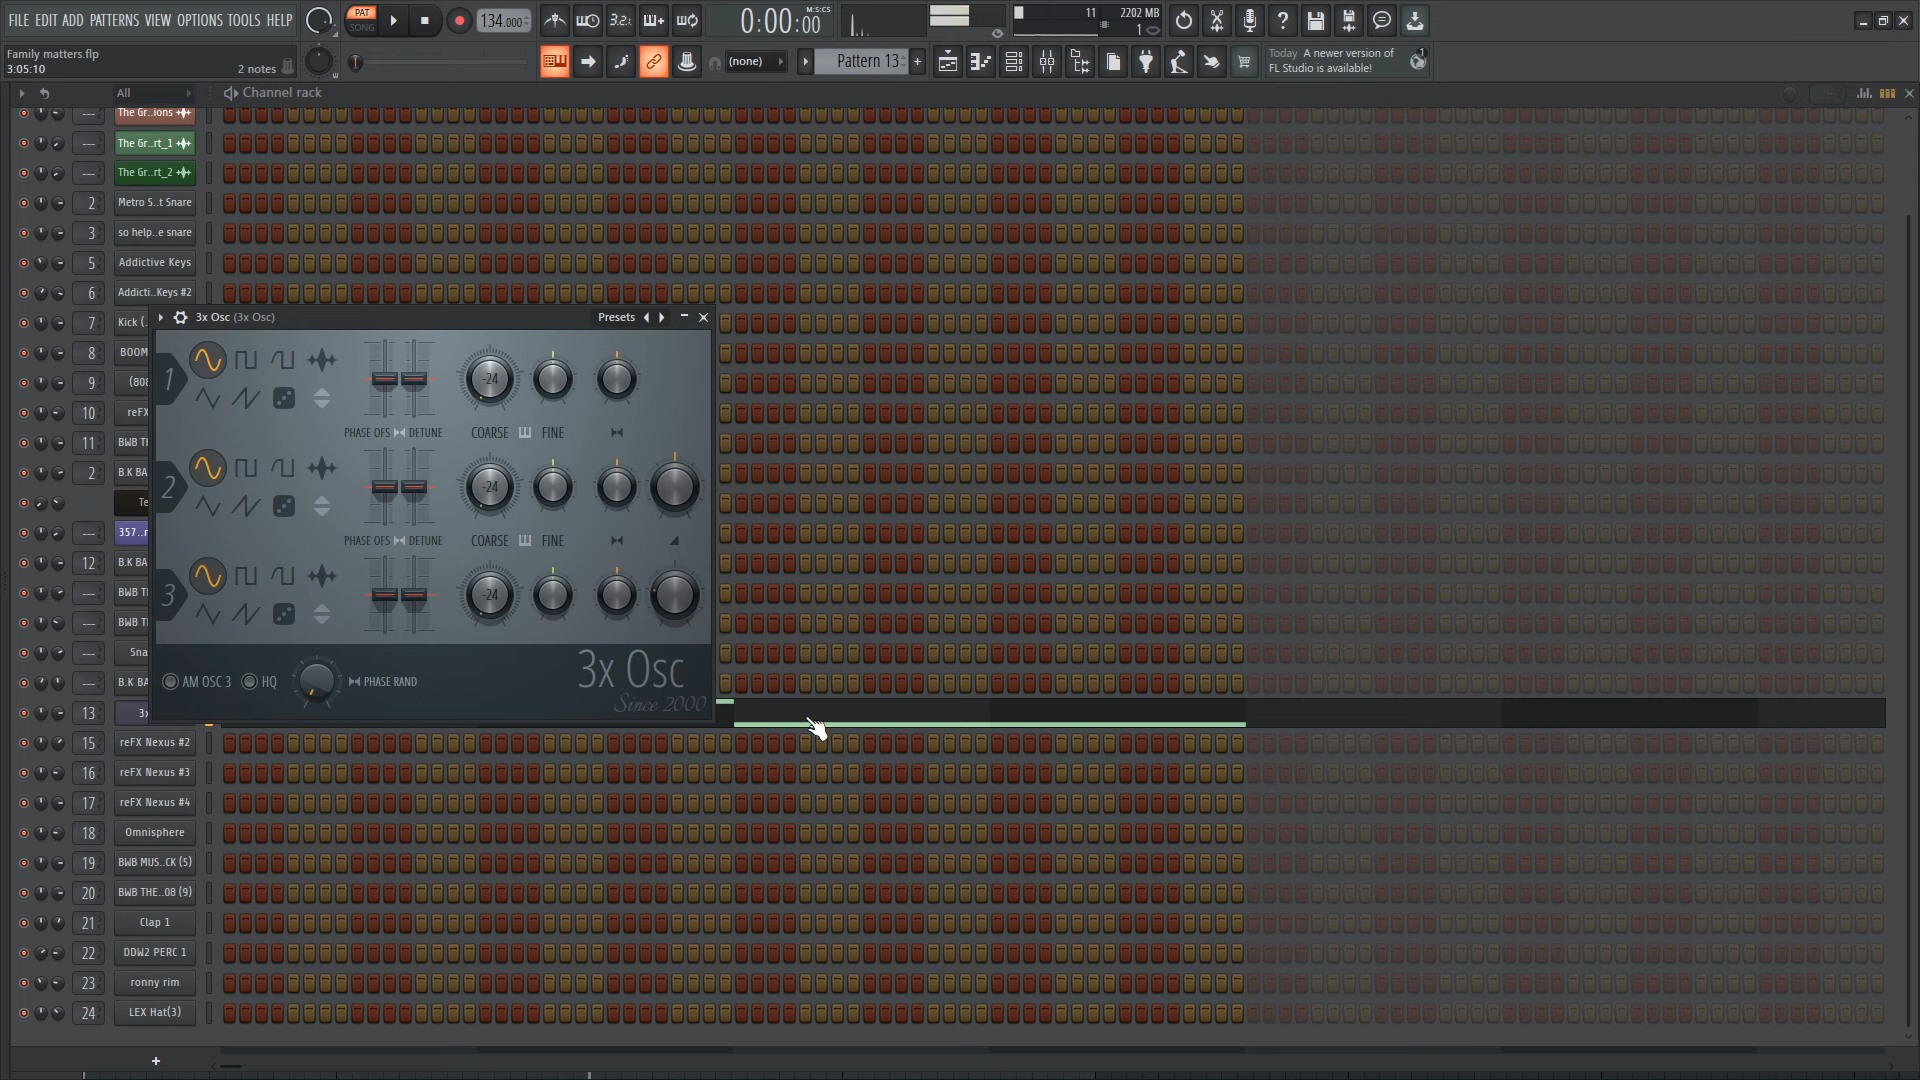 FILE EDIT ADD PATTERNS VIEW OPTIONS TOOLS HELP
PAT
SONG
134.000
3.2.
0:00:00
M:S:CS
11
2202 MB
1
Family matters.flp
3:05:10
2 notes
(none)
Pattern 13
+
Today A newer version of
FL Studio is available!
All
Channel rack
--- The Gr..ions
--- The Gr..rt_1
--- The Gr..rt_2
2 Metro S..t Snare
3 so help..e snare
5 Addictive Keys
6 Addicti..Keys #2
7 Kick (
8 BOOM
9 (808
10 reFX
11 BWB TH
2 B.K BA
Te
--- 357..
12 B.K BA
--- BWB TH
--- BWB TH
--- Sna
--- B.K BA
13 3x
15 reFX Nexus #2
16 reFX Nexus #3
17 reFX Nexus #4
18 Omnisphere
19 BWB MUS..CK (5)
20 BWB THE..08 (9)
21 Clap 1
22 DDW2 PERC 1
23 ronny rim
24 LEX Hat(3)
+
3x Osc (3x Osc)
Presets
1
-24
PHASE OFS DETUNE COARSE FINE
2
-24
PHASE OFS DETUNE COARSE FINE
3
-24
AM OSC 3 HQ PHASE RAND
3x Osc
Since 2000